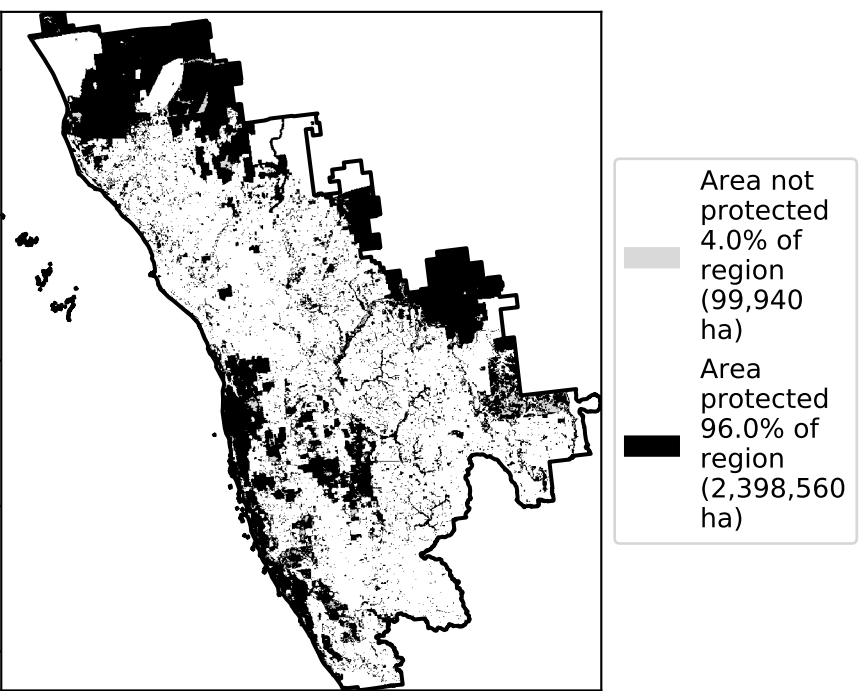 Area not
protected
4.0% of
region
(99,940
ha)
Area
protected
96.0% of
region
(2,398,560
ha)